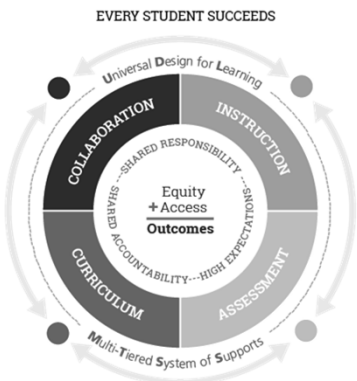 EVERY STUDENT SUCCEEDS
Universal Design for Learning
COLLABORATION
INSTRUCTION
---SHARED RESPONSIBILITY---
SHARED ACCOUNTABILITY---HIGH EXPECTATIONS
Equity
+Access
Outcomes
CURRICULUM
ASSESSMENT
Multi-Tiered System of Supports